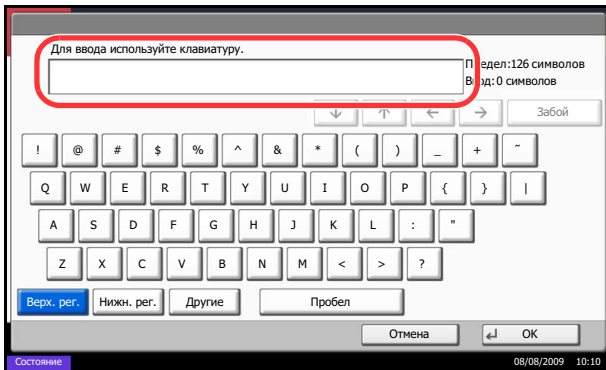 Для ввода используйте клавиатуру.
Предел:126 символов
Ввод:0 символов
Забой
! @ # $ % ^ & * ( ) _ + ~
Q W E R T Y U I O P { } |
A S D F G H J K L : "
Z X C V B N M < > ?
Верх. рег. Нижн. рег. Другие Пробел
Отмена OK
Состояние 08/08/2009 10:10